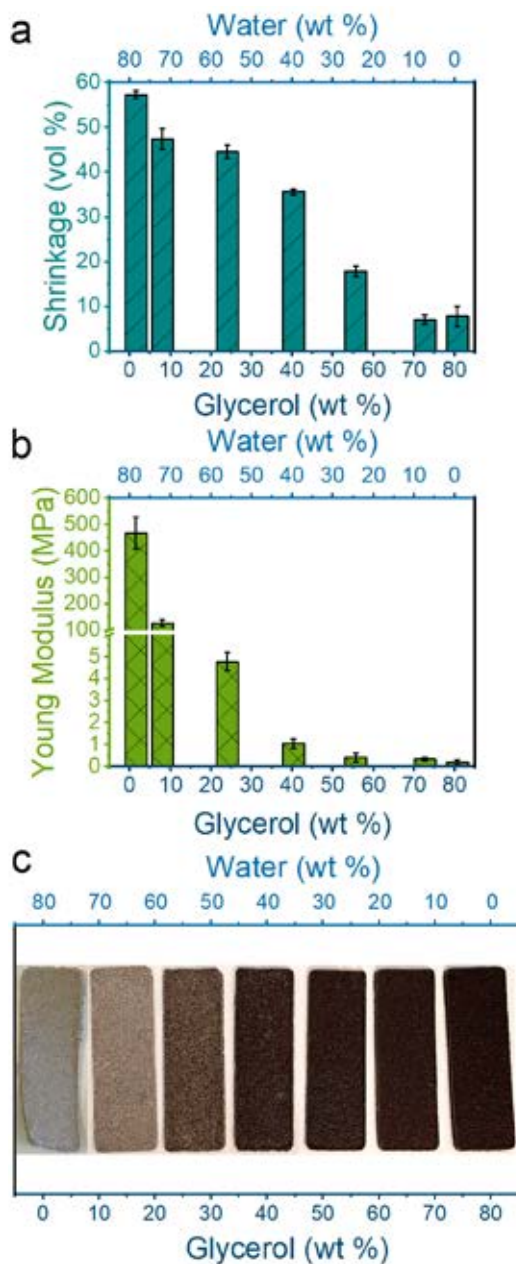 a
Water (wt %)
80 70 60 50 40 30 20 10 0
Shrinkage (vol %)
60
50
40
30
20
10
0
0 10 20 30 40 50 60 70 80
Glycerol (wt %)
b
Water (wt %)
80 70 60 50 40 30 20 10 0
Young Modulus (MPa)
600
500
400
300
200
100
5
4
3
2
1
0
0 10 20 30 40 50 60 70 80
Glycerol (wt %)
c
Water (wt %)
80 70 60 50 40 30 20 10 0
0 10 20 30 40 50 60 70 80
Glycerol (wt %)